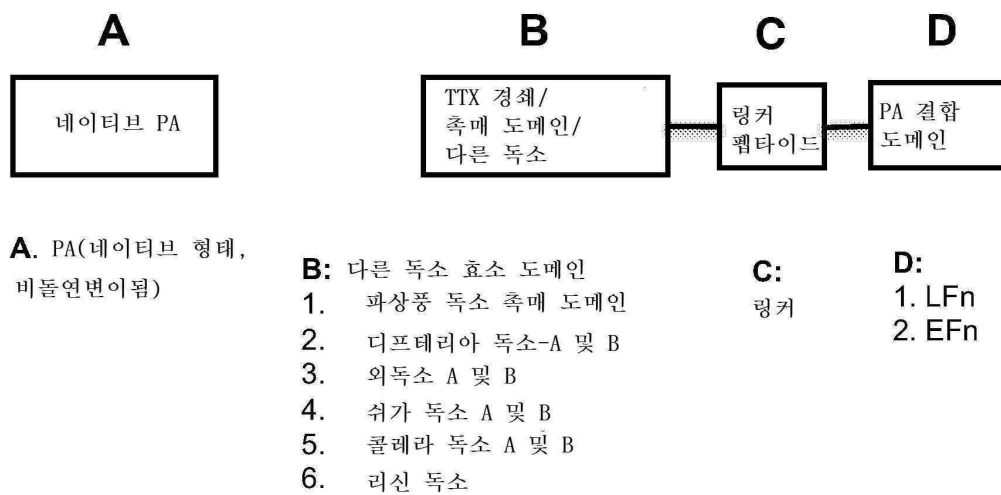 A
B
C
D
네이티브 PA
TTX 경쇄/
촉매 도메인/
다른 독소
링커
펩타이드
PA 결합
도메인
A. PA(네이티브 형태,
비돌연변이됨)
B: 다른 독소 효소 도메인
1. 파상풍 독소 촉매 도메인
2. 디프테리아 독소-A 및 B
3. 외독소 A 및 B
4. 쉬가 독소 A 및 B
5. 콜레라 독소 A 및 B
6. 리신 독소
C:
링커
D:
1. LFn
2. EFn